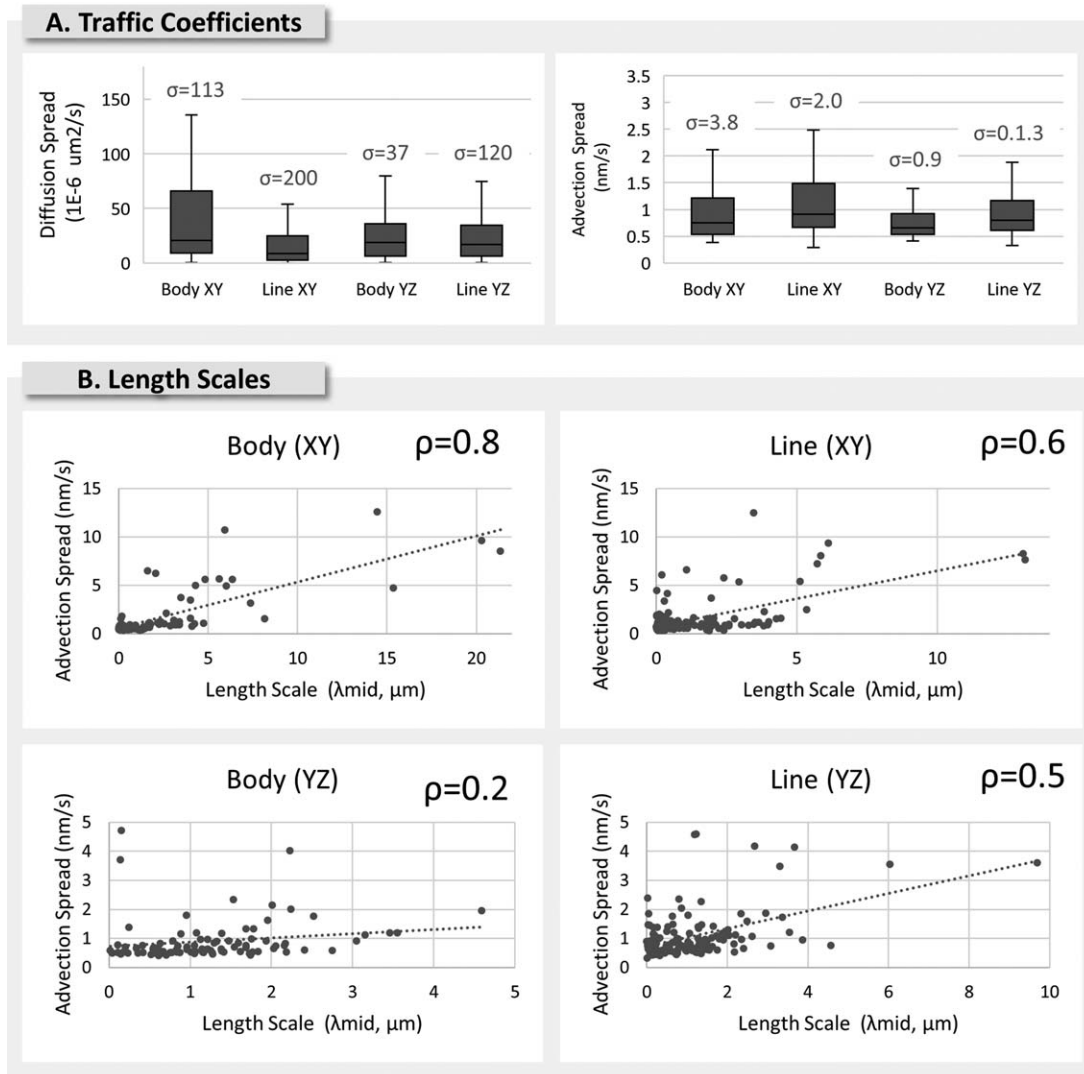 A. Traffic Coefficients
Diffusion Spread
(1E-6 um2/s)
150
100
50
0
σ=113
σ=200
σ=37
σ=120
Body XY Line XY Body YZ Line YZ
Advection Spread
(nm/s)
3.5
3
2.5
2
1.5
1
0.5
0
σ=3.8
σ=2.0
σ=0.9
σ=0.1.3
Body XY Line XY Body YZ Line YZ
B. Length Scales
Body (XY) ρ=0.8
Advection Spread (nm/s)
15
10
5
0
0 5 10 15 20
Length Scale (λmid, µm)
Line (XY) ρ=0.6
Advection Spread (nm/s)
15
10
5
0
0 5 10
Length Scale (λmid, µm)
Body (YZ) ρ=0.2
Advection Spread (nm/s)
5
4
3
2
1
0
0 1 2 3 4 5
Length Scale (λmid, µm)
Line (YZ) ρ=0.5
Advection Spread (nm/s)
5
4
3
2
1
0
0 2 4 6 8 10
Length Scale (λmid, µm)